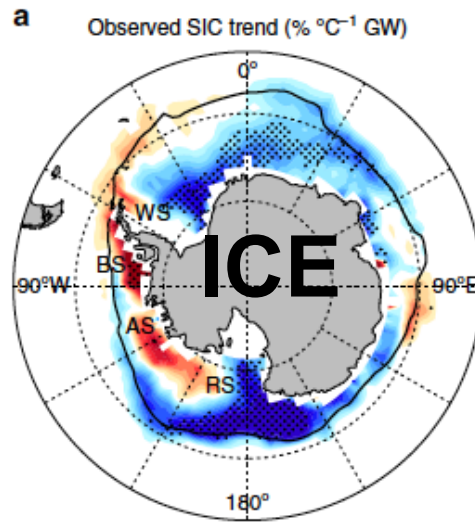 a
Observed SIC trend (% °C⁻¹ GW)
0°
WS
ICE
BS
90°W
90°E
AS
RS
180°